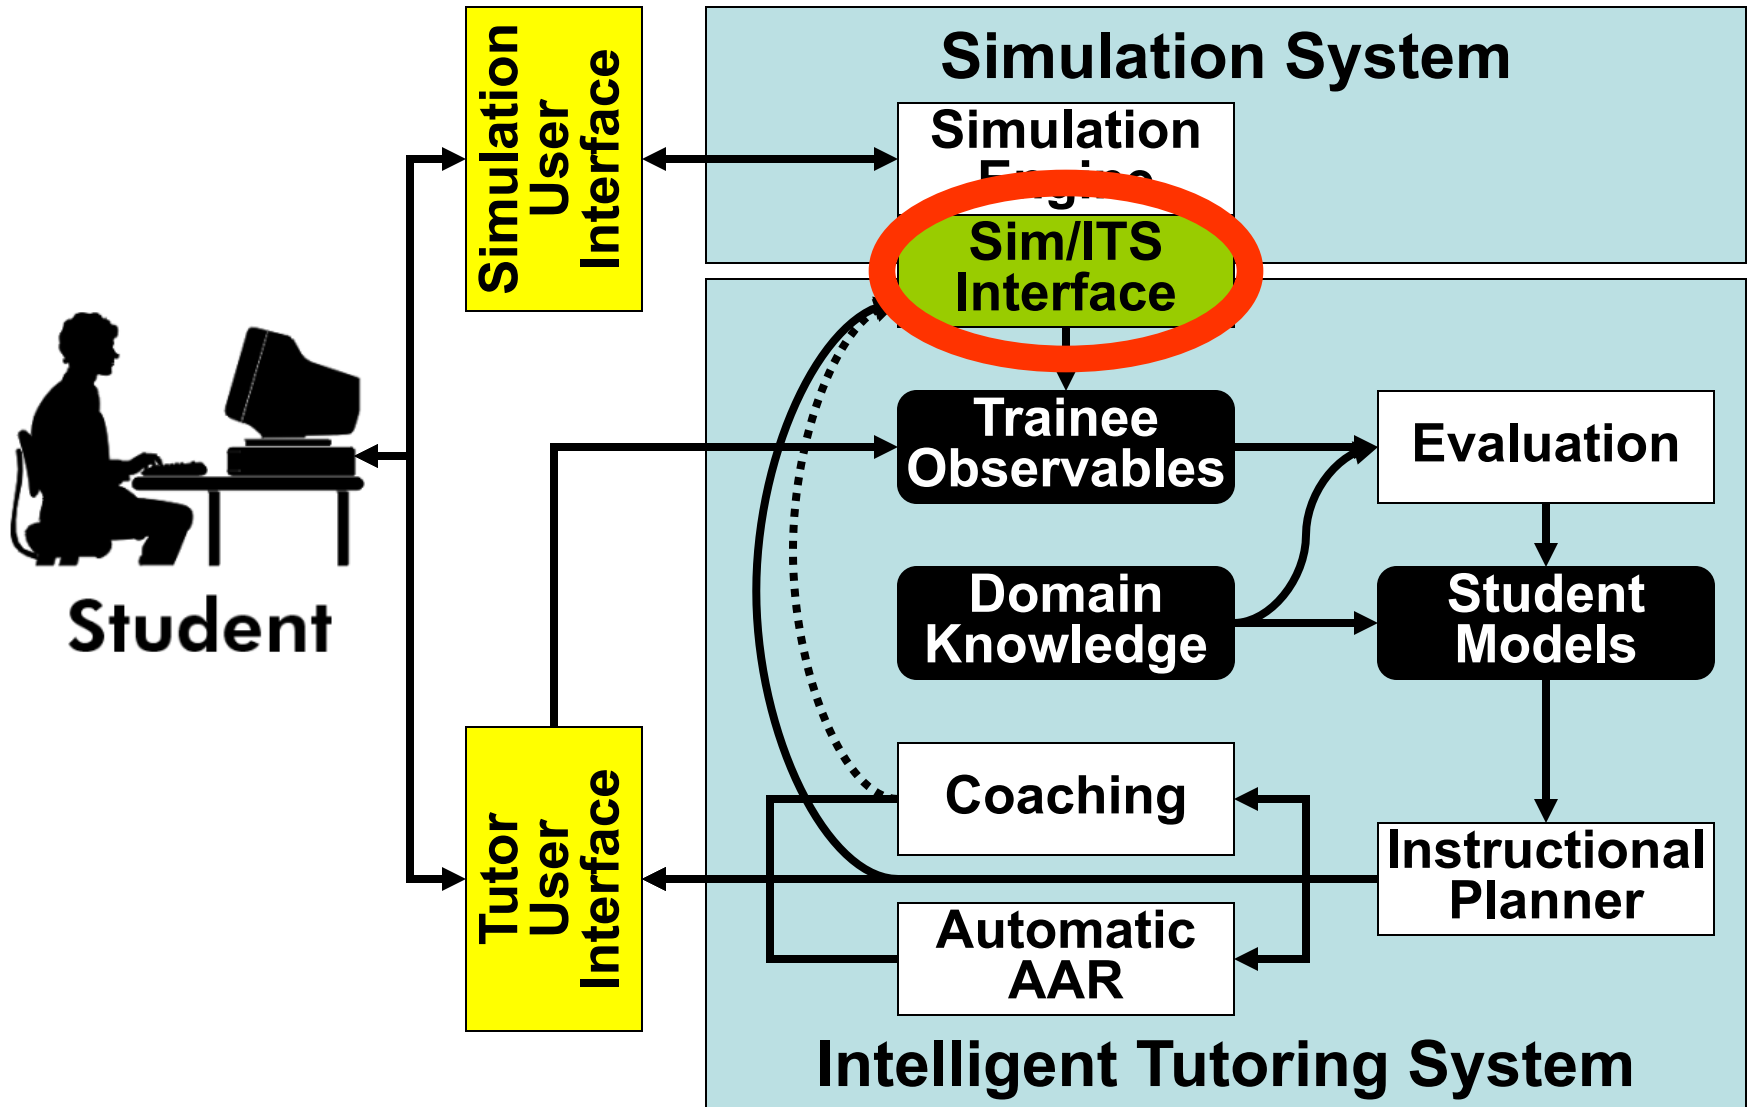 Simulation System
Simulation
User
Interface
Simulation
Engine
Sim/ITS
Interface
Trainee
Observables
Evaluation
Domain
Knowledge
Student
Models
Student
Coaching
Instructional
Planner
Tutor
User
Interface
Automatic
AAR
Intelligent Tutoring System